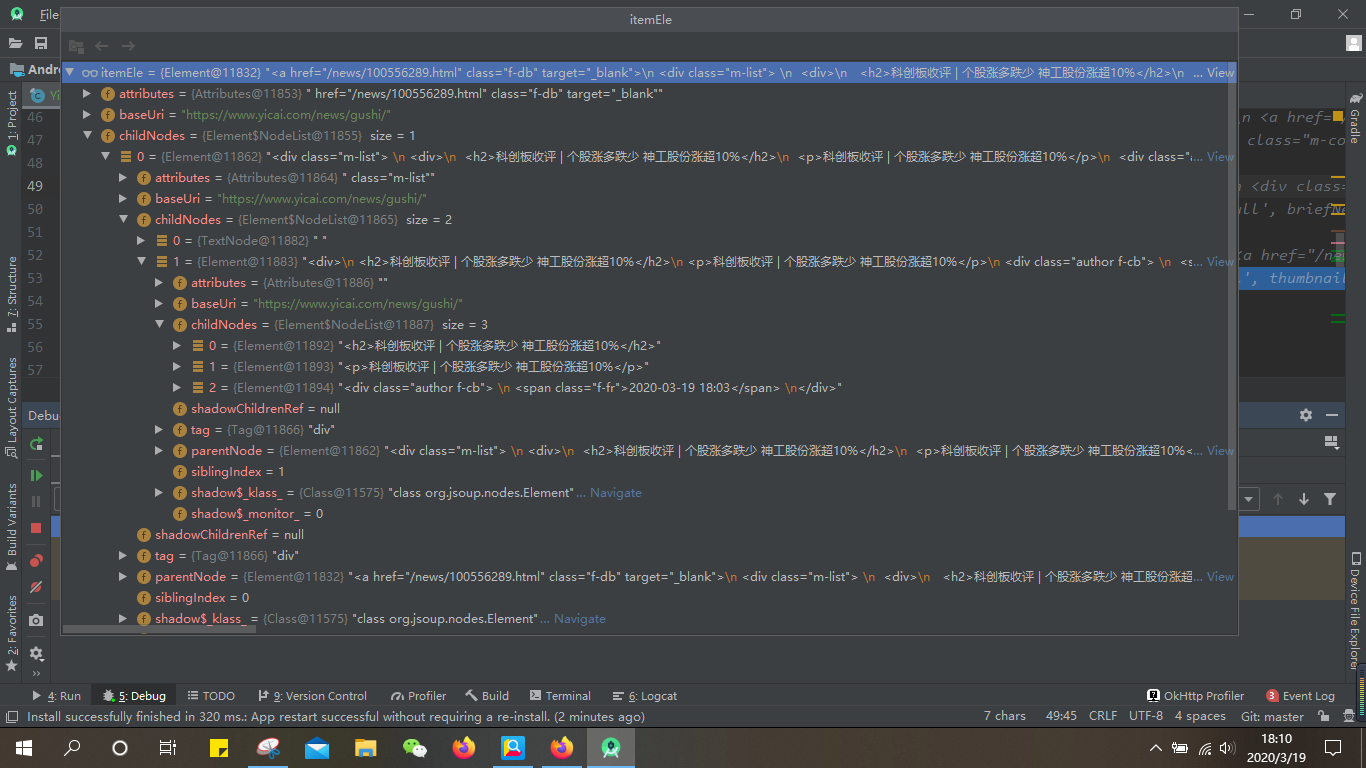 itemEle
File
Andro
itemEle = {Element@11832} "<a href="/news/100556289.html" class="f-db" target="_blank">\n <div class="m-list"> \n <div>\n <h2>科创板收评 | 个股涨多跌少 神工股份涨超10%</h2>\n ... View
attributes = {Attributes@11853} " href="/news/100556289.html" class="f-db" target="_blank""
baseUri = "https://www.yicai.com/news/gushi/"
childNodes = {Element$NodeList@11855} size = 1
0 = {Element@11862} "<div class="m-list"> \n <div>\n <h2>科创板收评 | 个股涨多跌少 神工股份涨超10%</h2>\n <p>科创板收评 | 个股涨多跌少 神工股份涨超10%</p>\n <div class="a... View
attributes = {Attributes@11864} " class="m-list""
baseUri = "https://www.yicai.com/news/gushi/"
childNodes = {Element$NodeList@11865} size = 2
0 = {TextNode@11882} " "
1 = {Element@11883} "<div>\n <h2>科创板收评 | 个股涨多跌少 神工股份涨超10%</h2>\n <p>科创板收评 | 个股涨多跌少 神工股份涨超10%</p>\n <div class="author f-cb"> \n <s... View
attributes = {Attributes@11886} ""
baseUri = "https://www.yicai.com/news/gushi/"
childNodes = {Element$NodeList@11887} size = 3
0 = {Element@11892} "<h2>科创板收评 | 个股涨多跌少 神工股份涨超10%</h2>"
1 = {Element@11893} "<p>科创板收评 | 个股涨多跌少 神工股份涨超10%</p>"
2 = {Element@11894} "<div class="author f-cb"> \n <span class="f-fr">2020-03-19 18:03</span> \n</div>"
shadowChildrenRef = null
tag = {Tag@11866} "div"
parentNode = {Element@11862} "<div class="m-list"> \n <div>\n <h2>科创板收评 | 个股涨多跌少 神工股份涨超10%</h2>\n <p>科创板收评 | 个股涨多跌少 神工股份涨超10%<... View
siblingIndex = 1
shadow$_klass_ = {Class@11575} "class org.jsoup.nodes.Element" ... Navigate
shadow$_monitor_ = 0
shadowChildrenRef = null
tag = {Tag@11866} "div"
parentNode = {Element@11832} "<a href="/news/100556289.html" class="f-db" target="_blank">\n <div class="m-list"> \n <div>\n <h2>科创板收评 | 个股涨多跌少 神工股份涨超10%... View
siblingIndex = 0
shadow$_klass_ = {Class@11575} "class org.jsoup.nodes.Element" ... Navigate
1: Project
7: Structure
Layout Captures
Build Variants
2: Favorites
Yi
46
47
48
49
50
51
52
53
54
55
56
57
Debu
\n <a href=
class="m-co
n <div class=
ull', briefNe
<a href="/ne
', thumbnail
Gradle
Device File Explorer
4: Run
5: Debug
TODO
9: Version Control
Profiler
Build
Terminal
6: Logcat
OkHttp Profiler
3 Event Log
Install successfully finished in 320 ms.: App restart successful without requiring a re-install. (2 minutes ago)
7 chars
49:45
CRLF
UTF-8
4 spaces
Git: master
18:10
2020/3/19